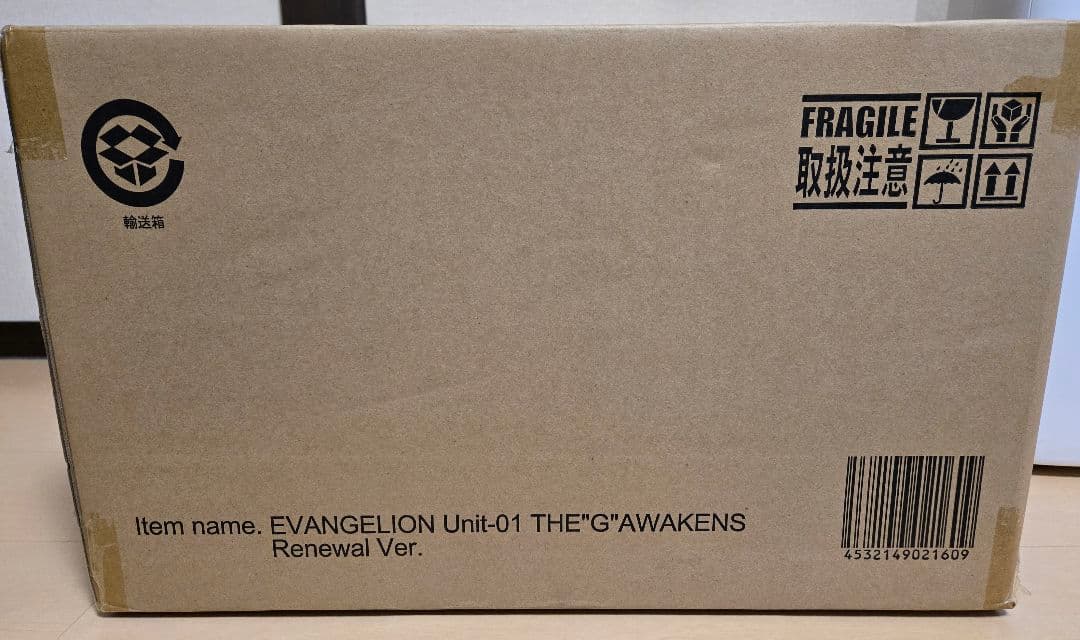 FRAGILE
取扱注意
輸送箱
Item name. EVANGELION Unit-01 THE"G"AWAKENS
Renewal Ver.
4532149021609